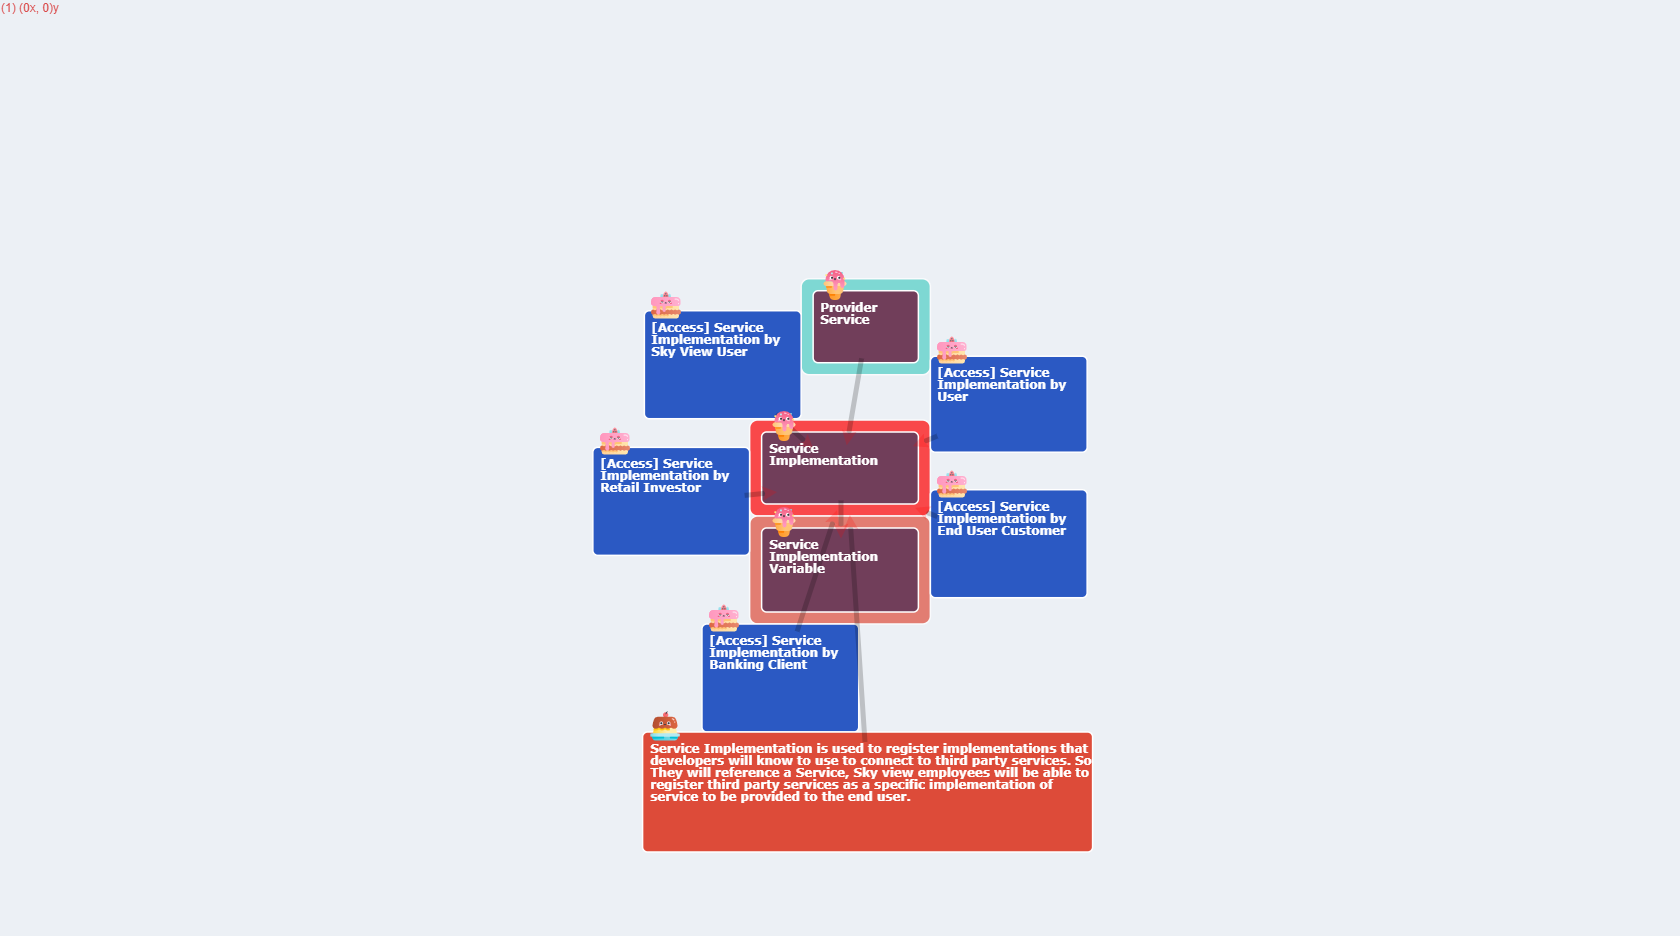 (1) (0x, 0)y
Provider
Service
[Access] Service
Implementation by
Sky View User
[Access] Service
Implementation by
User
Service
Implementation
[Access] Service
Implementation by
Retail Investor
[Access] Service
Implementation by
End User Customer
Service
Implementation
Variable
[Access] Service
Implementation by
Banking Client
Service Implementation is used to register implementations that
developers will know to use to connect to third party services. So
They will reference a Service, Sky view employees will be able to
register third party services as a specific implementation of
service to be provided to the end user.